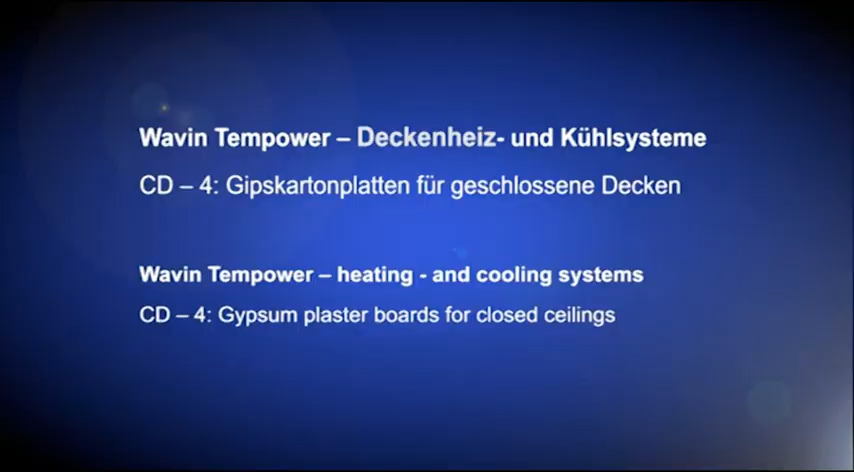 Wavin Tempower – Deckenheiz- und Kühlsysteme
CD – 4: Gipskartonplatten für geschlossene Decken
Wavin Tempower – heating - and cooling systems
CD – 4: Gypsum plaster boards for closed ceilings